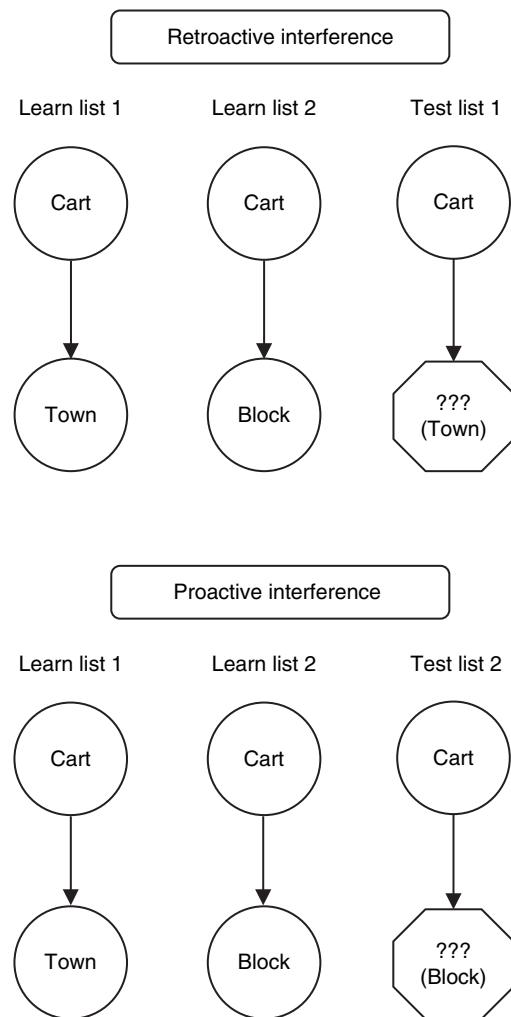 Retroactive interference
Learn list 1 Learn list 2 Test list 1
Cart Cart Cart
Town Block ???
(Town)
Proactive interference
Learn list 1 Learn list 2 Test list 2
Cart Cart Cart
Town Block ???
(Block)